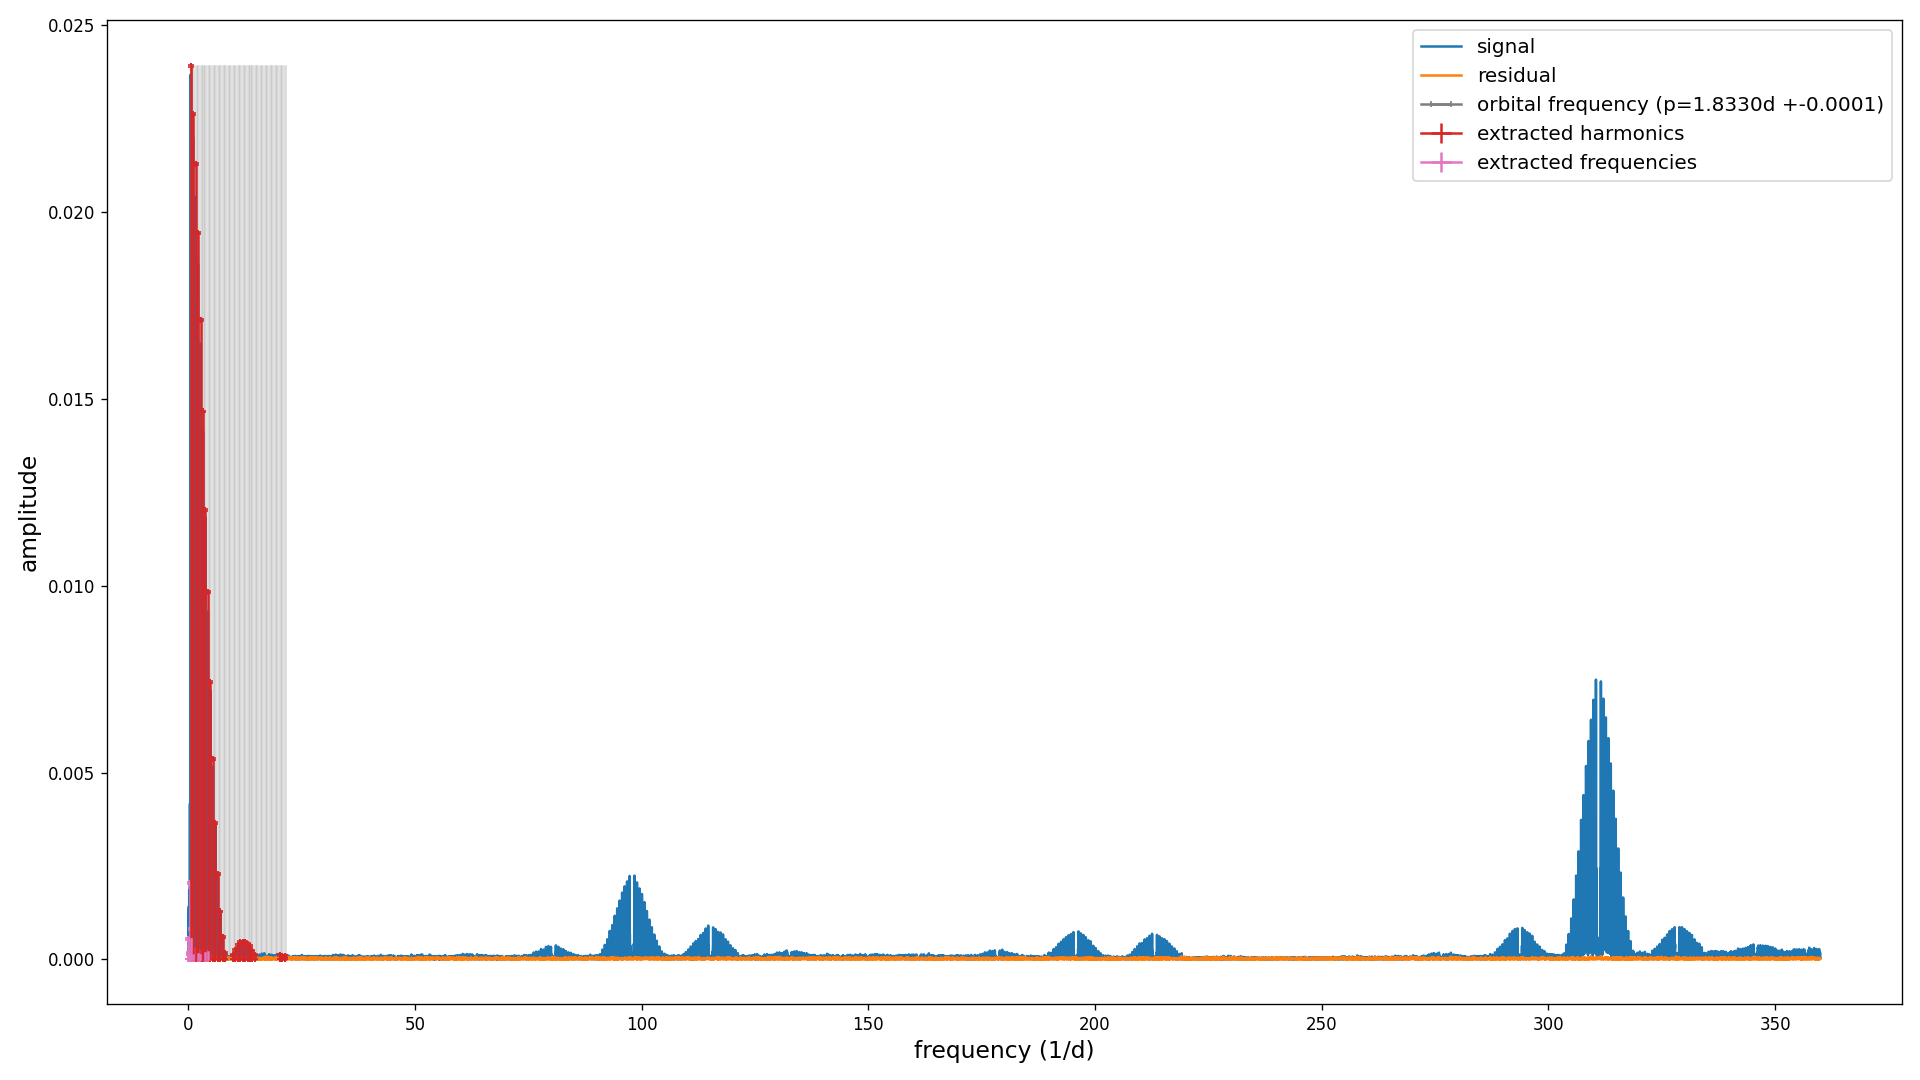 0.025
0.020
0.015
0.010
0.005
0.000
amplitude
0
50
100
150
200
250
300
350
frequency (1/d)
signal
residual
orbital frequency (p=1.8330d +-0.0001)
extracted harmonics
extracted frequencies